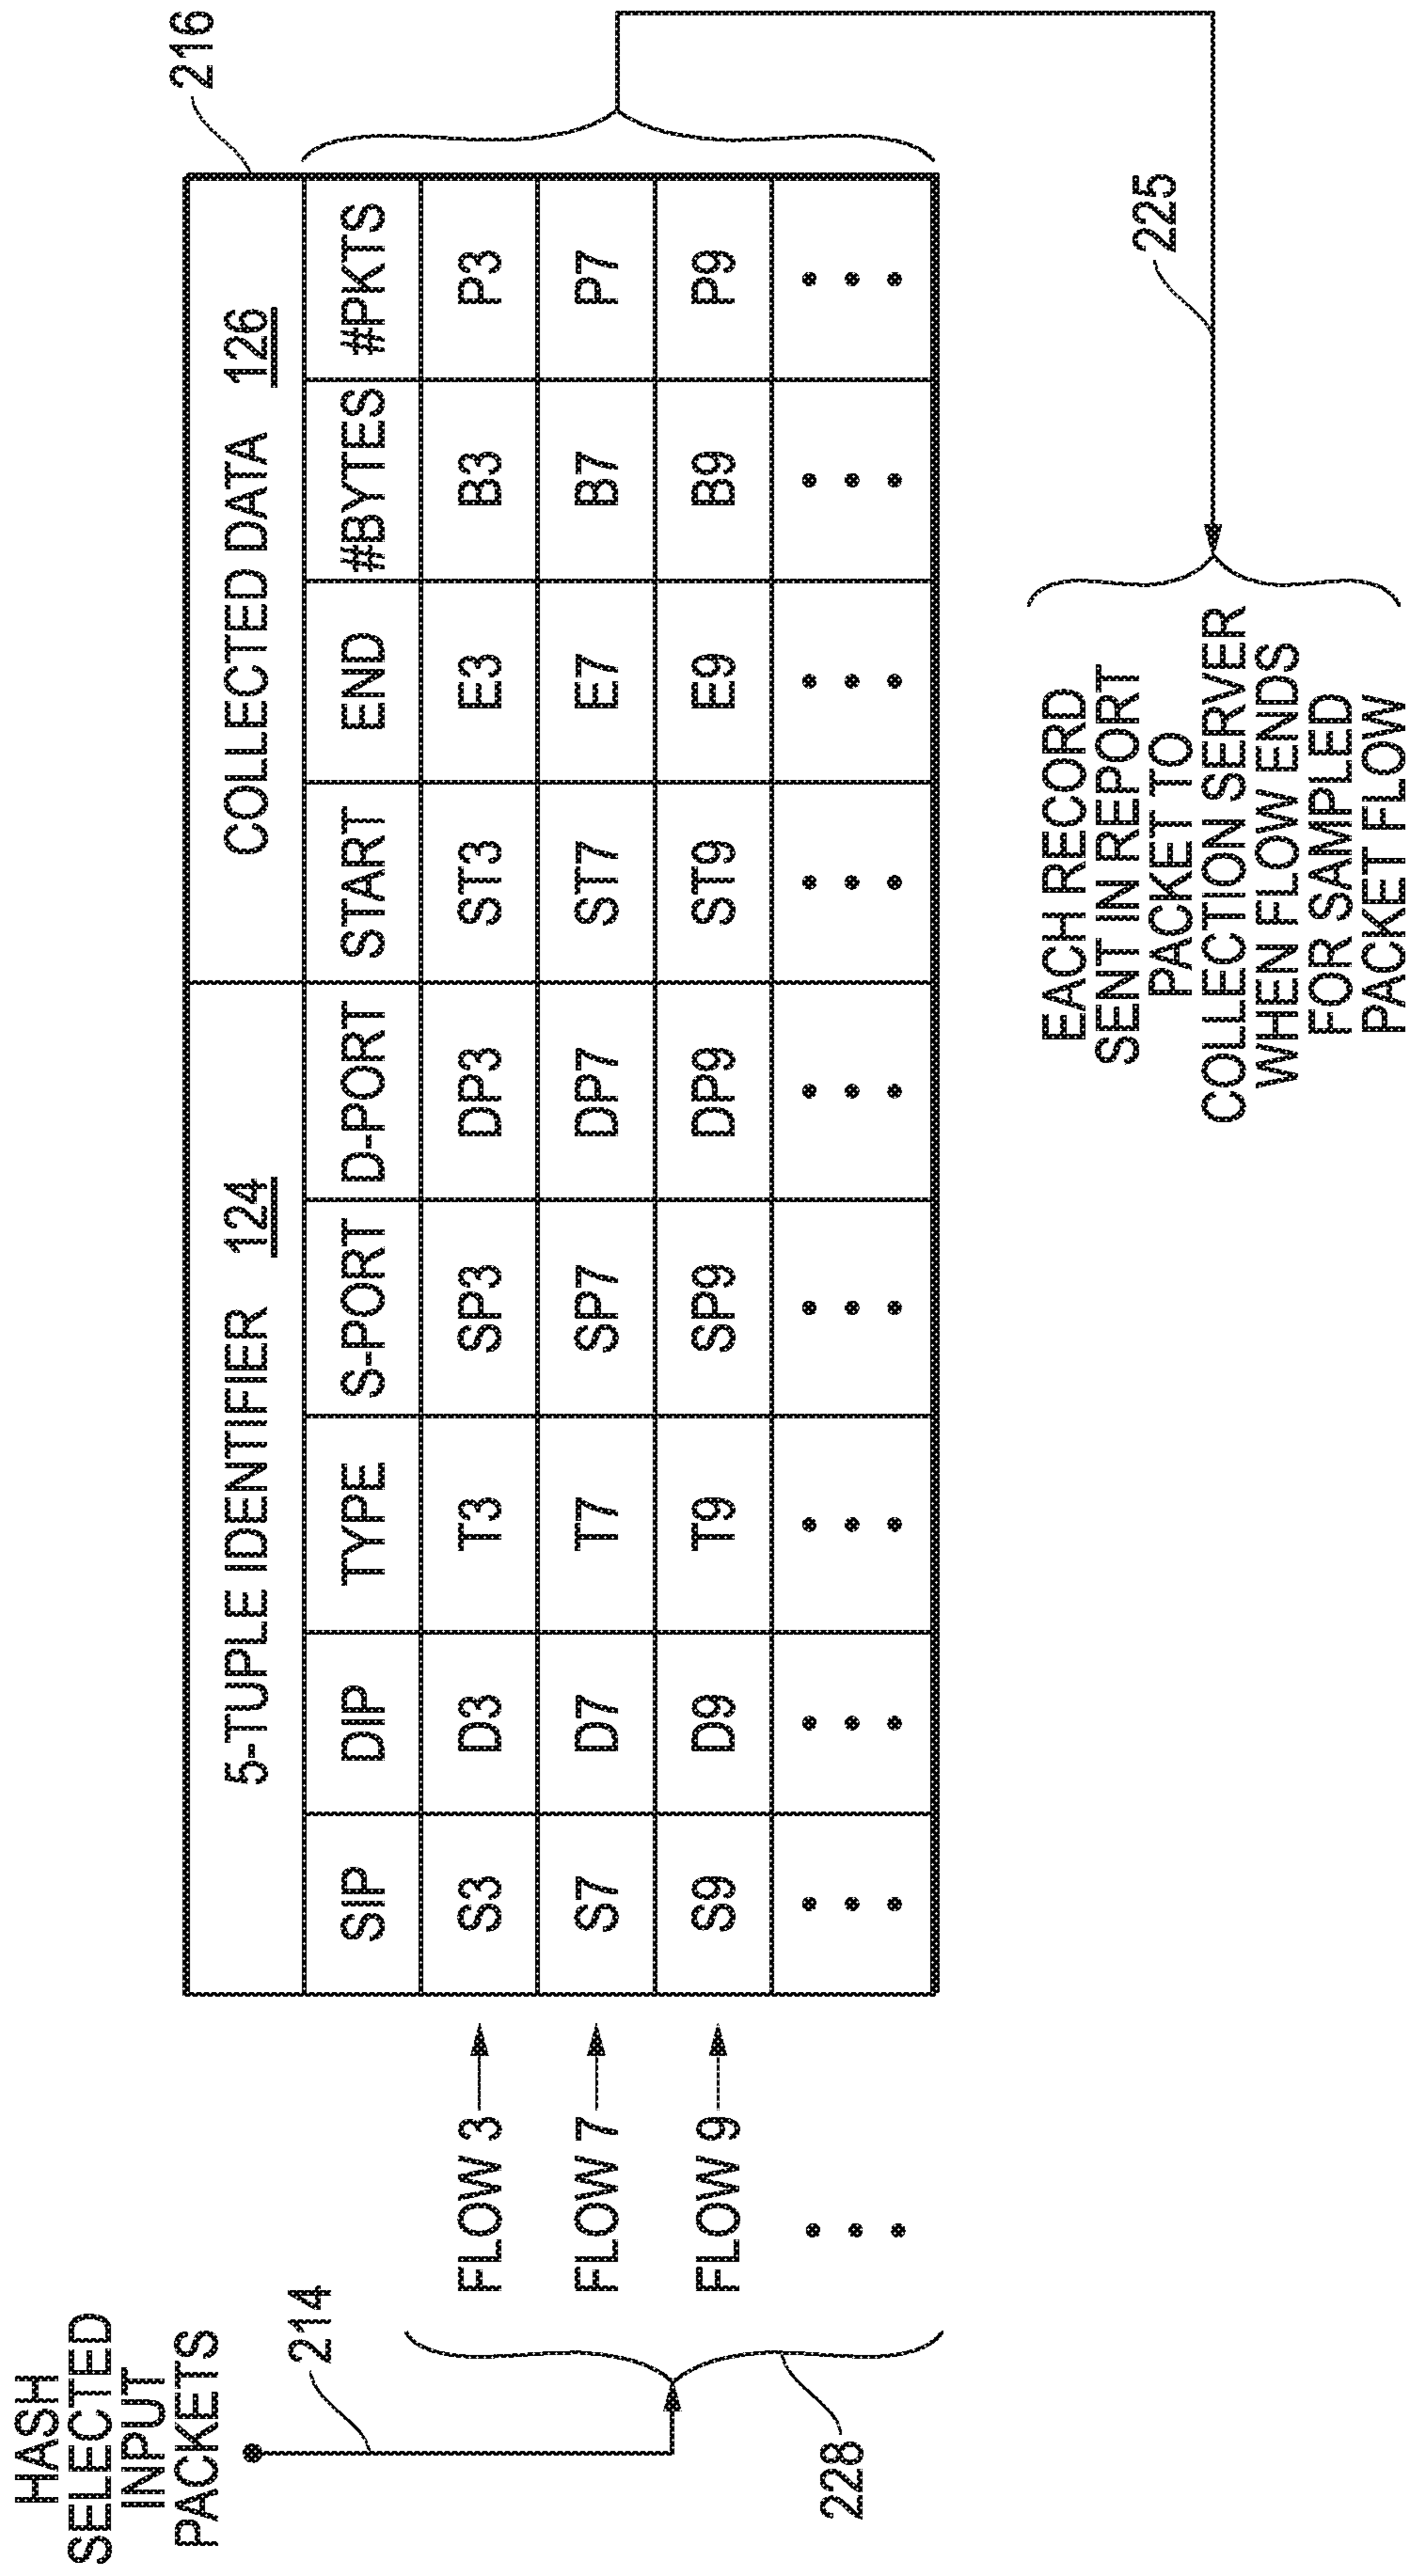 HASH
SELECTED
INPUT
PACKETS
214
228
FLOW 3
FLOW 7
FLOW 9
216
5-TUPLE IDENTIFIER 124
COLLECTED DATA 126
SIP DIP TYPE S-PORT D-PORT START END #BYTES #PKTS
S3 D3 T3 SP3 DP3 ST3 E3 B3 P3
S7 D7 T7 SP7 DP7 ST7 E7 B7 P7
S9 D9 T9 SP9 DP9 ST9 E9 B9 P9
225
EACH RECORD
SENT IN REPORT
PACKET TO
COLLECTION SERVER
WHEN FLOW ENDS
FOR SAMPLED
PACKET FLOW